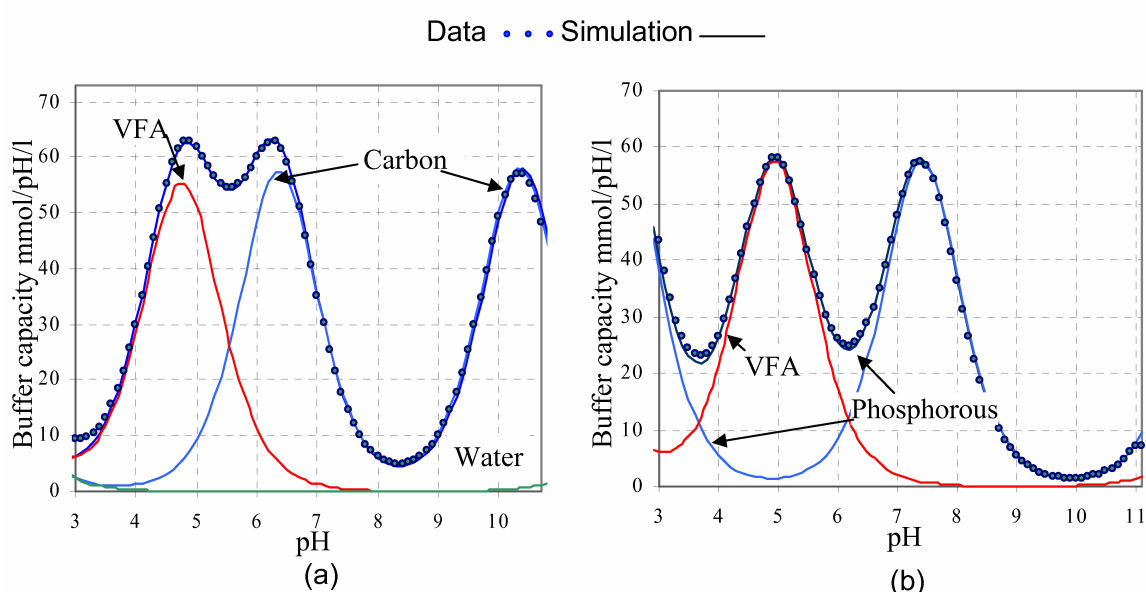 Data Simulation
Buffer capacity mmol/pH/l
70
60
50
40
30
20
10
0
VFA
Carbon
Water
3 4 5 6 7 8 9 10
pH
(a)
Buffer capacity mmol/pH/l
70
60
50
40
30
20
10
0
VFA
Phosphorous
3 4 5 6 7 8 9 10 11
pH
(b)